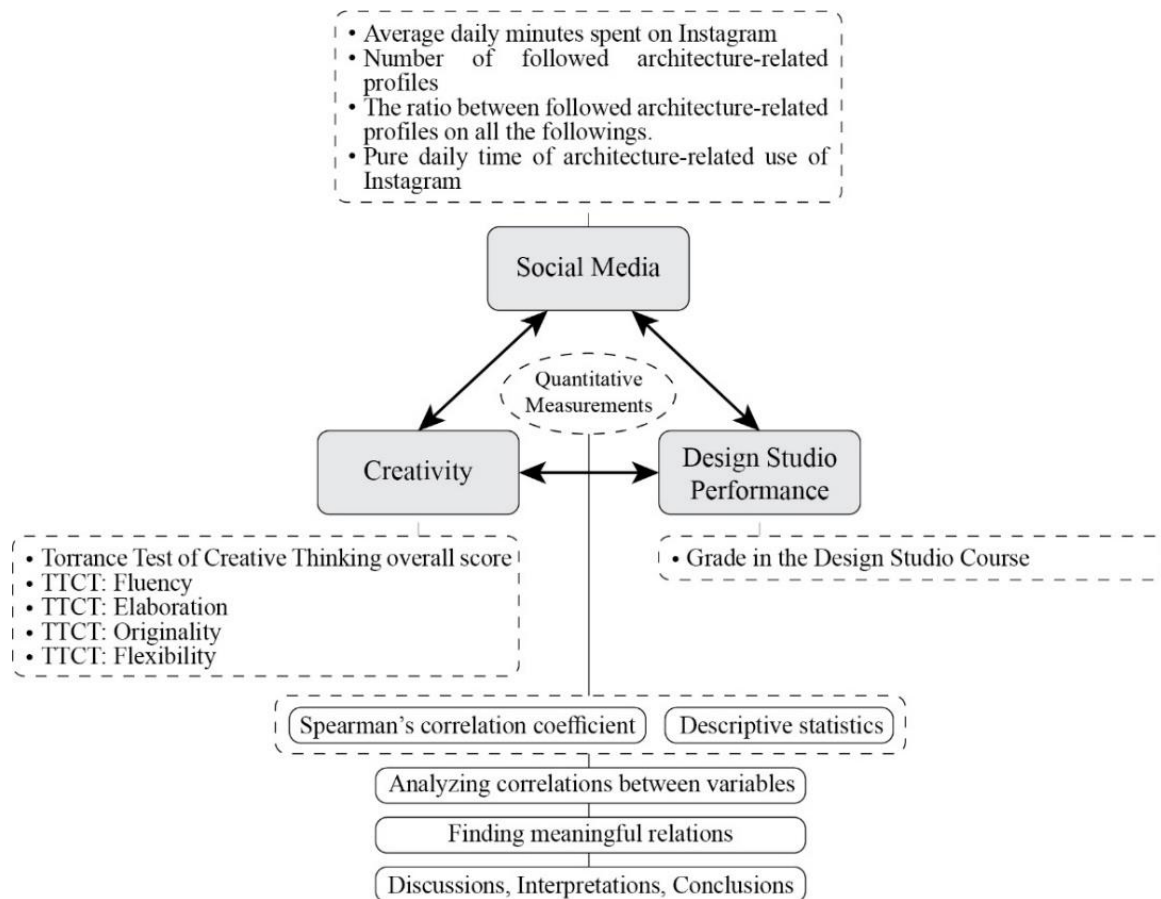 • Average daily minutes spent on Instagram
• Number of followed architecture-related
profiles
• The ratio between followed architecture-related
profiles on all the followings.
• Pure daily time of architecture-related use of
Instagram
Social Media
Quantitative
Measurements
Creativity
Design Studio
Performance
• Torrance Test of Creative Thinking overall score
• TTCT: Fluency
• TTCT: Elaboration
• TTCT: Originality
• TTCT: Flexibility
• Grade in the Design Studio Course
Spearman's correlation coefficient
Descriptive statistics
Analyzing correlations between variables
Finding meaningful relations
Discussions, Interpretations, Conclusions